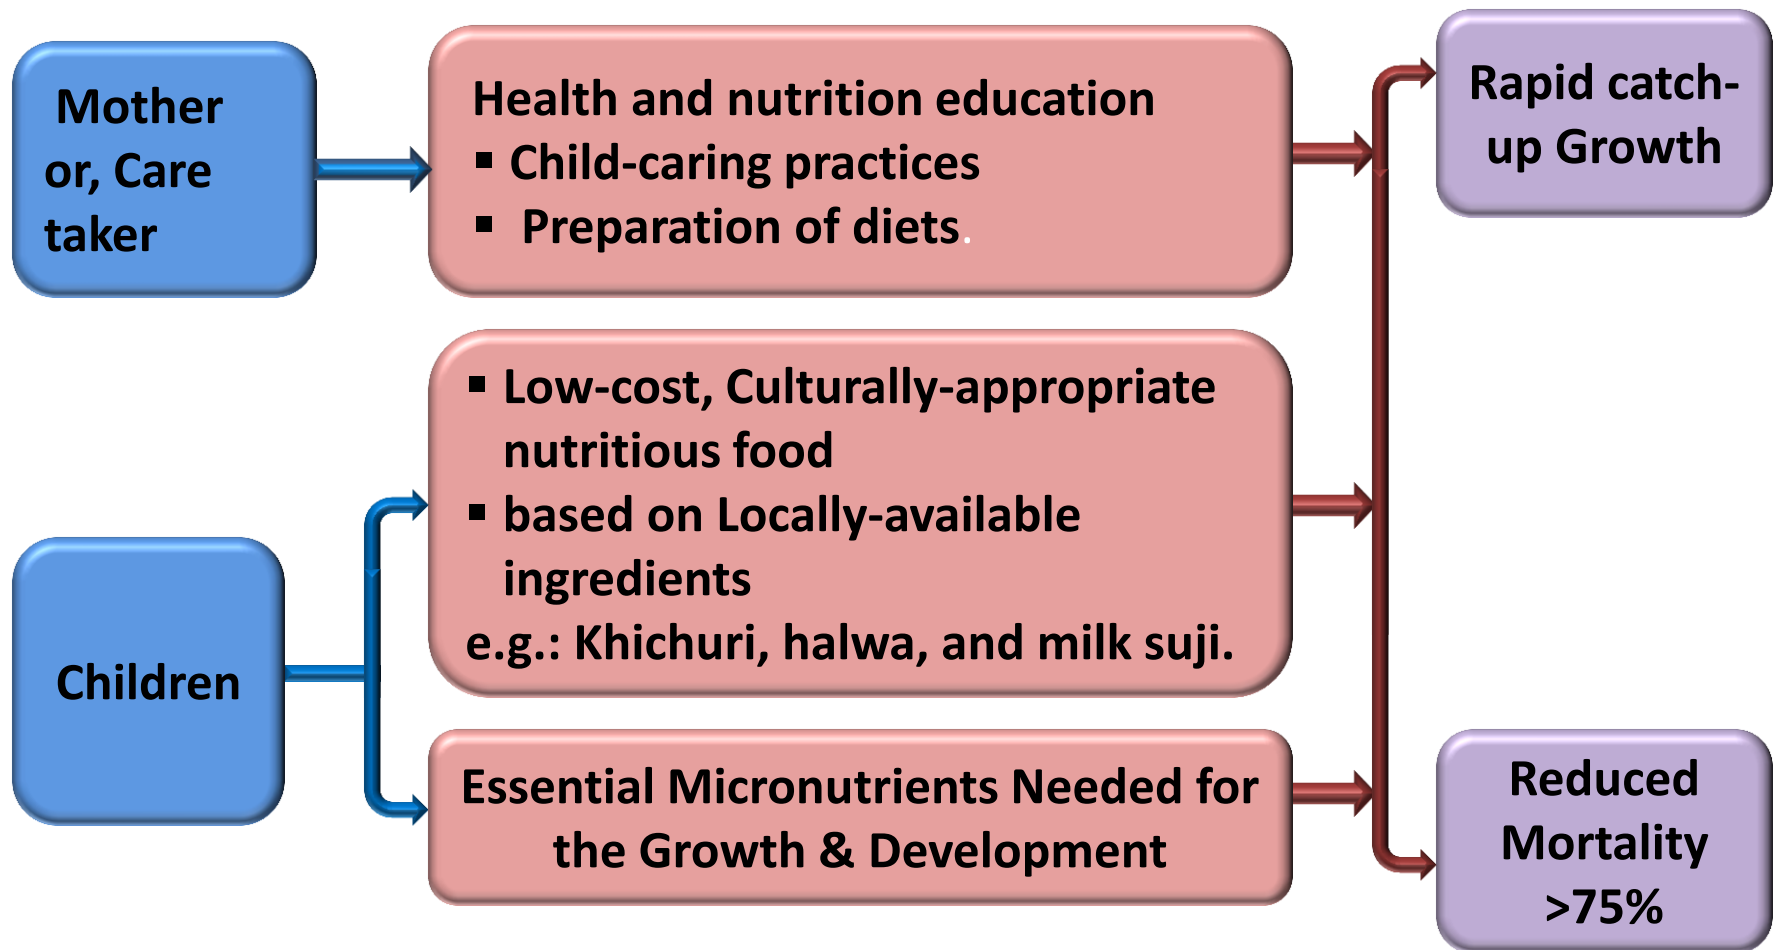 Mother
or, Care
taker
Health and nutrition education
▪ Child-caring practices
▪ Preparation of diets.
Rapid catch-
up Growth
▪ Low-cost, Culturally-appropriate
nutritious food
▪ based on Locally-available
ingredients
e.g.: Khichuri, halwa, and milk suji.
Children
Essential Micronutrients Needed for
the Growth & Development
Reduced
Mortality
>75%